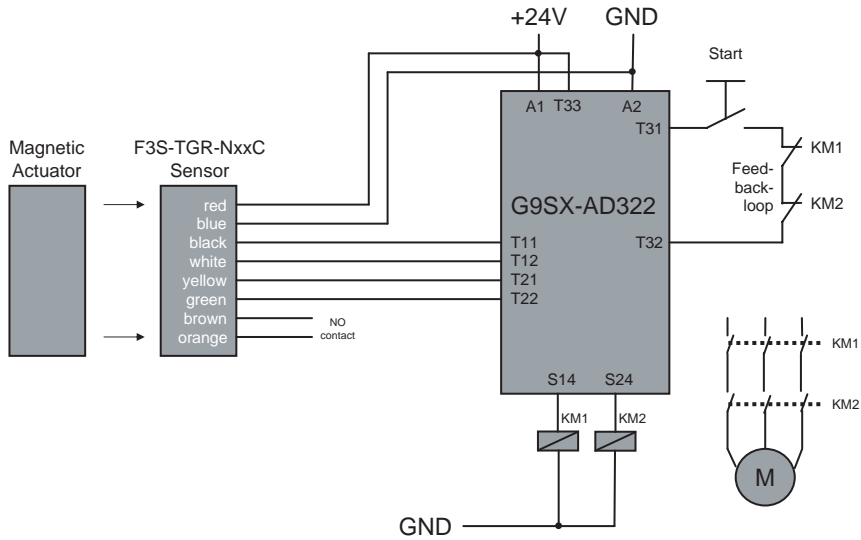 +24V
GND
Start
A1
T33
A2
T31
Magnetic
Actuator
F3S-TGR-NxxC
Sensor
KM1
Feed-
back-
loop
KM2
G9SX-AD322
red
blue
black
white
yellow
green
brown
orange
T11
T12
T21
T22
T32
NO
contact
KM1
KM2
S14
S24
KM1
KM2
M
GND